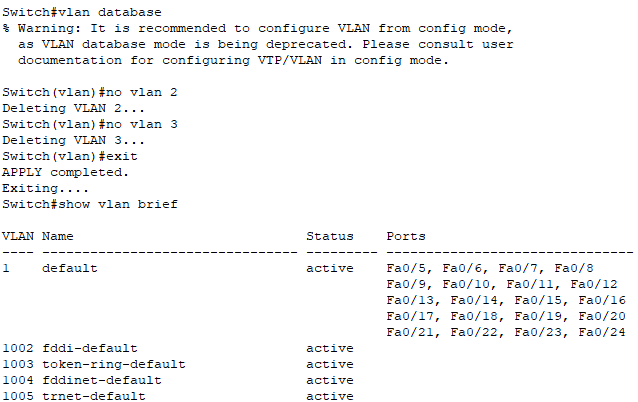 Switch#vlan database
% Warning: It is recommended to configure VLAN from config mode,
  as VLAN database mode is being deprecated. Please consult user
  documentation for configuring VTP/VLAN in config mode.

Switch(vlan)#no vlan 2
Deleting VLAN 2...
Switch(vlan)#no vlan 3
Deleting VLAN 3...
Switch(vlan)#exit
APPLY completed.
Exiting....
Switch#show vlan brief

VLAN Name                             Status    Ports
---- -------------------------------- --------- -------------------------------
1    default                          active    Fa0/5, Fa0/6, Fa0/7, Fa0/8
                                                Fa0/9, Fa0/10, Fa0/11, Fa0/12
                                                Fa0/13, Fa0/14, Fa0/15, Fa0/16
                                                Fa0/17, Fa0/18, Fa0/19, Fa0/20
                                                Fa0/21, Fa0/22, Fa0/23, Fa0/24
1002 fddi-default                     active
1003 token-ring-default               active
1004 fddinet-default                  active
1005 trnet-default                    active